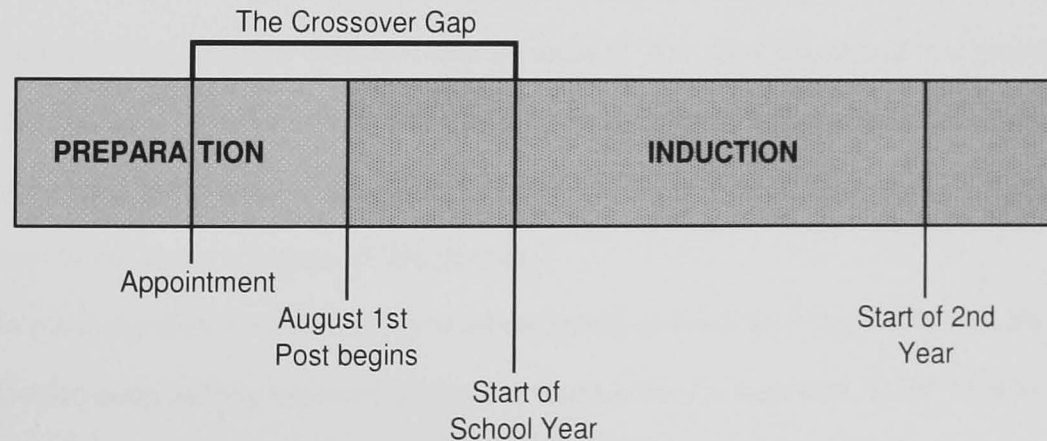 The Crossover Gap
PREPARATION
INDUCTION
Appointment
August 1st
Post begins
Start of
School Year
Start of 2nd
Year